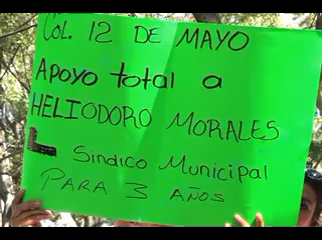 COL. 12 DE MAYO
APOYO total a
HELIODORO MORALES
Sindico Municipal
PARA 3 AÑOS